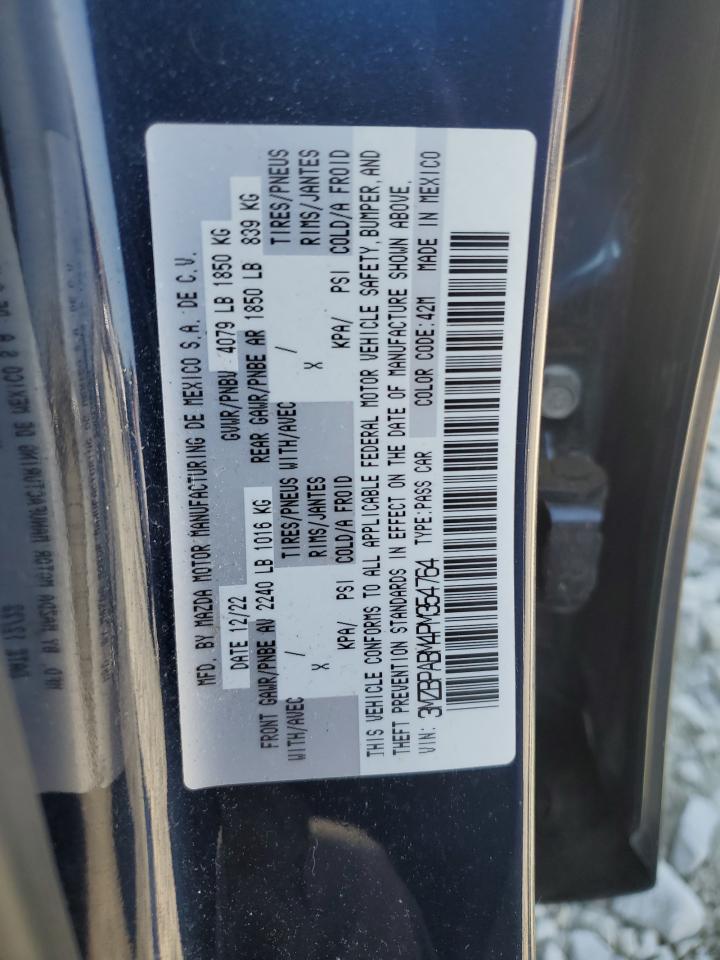 MFD. BY MAZDA MOTOR MANUFACTURING DE MEXICO S.A. DE C.V.
DATE 12/22 GVWR/PNBV 4079 LB 1850 KG
FRONT GAWR/PNBE AV 2240 LB 1016 KG REAR GAWR/PNBE AR 1850 LB 839 KG
WITH/AVEC / TIRES/PNEUS WITH/AVEC / TIRES/PNEUS
X RIMS/JANTES X RIMS/JANTES
KPA/ PSI COLD/A FROID KPA/ PSI COLD/A FROID
THIS VEHICLE CONFORMS TO ALL APPLICABLE FEDERAL MOTOR VEHICLE SAFETY, BUMPER, AND
THEFT PREVENTION STANDARDS IN EFFECT ON THE DATE OF MANUFACTURE SHOWN ABOVE.
VIN: 3MZBPABM4PM354764 TYPE:PASS CAR COLOR CODE: 42M MADE IN MEXICO